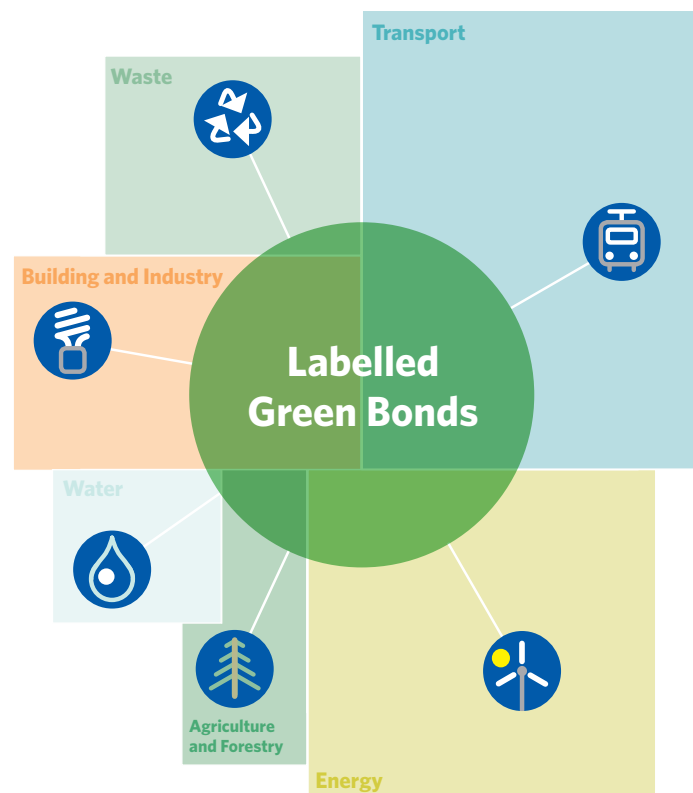 Transport
Waste
Building and Industry
Labelled
Green Bonds
Water
Agriculture
and Forestry
Energy